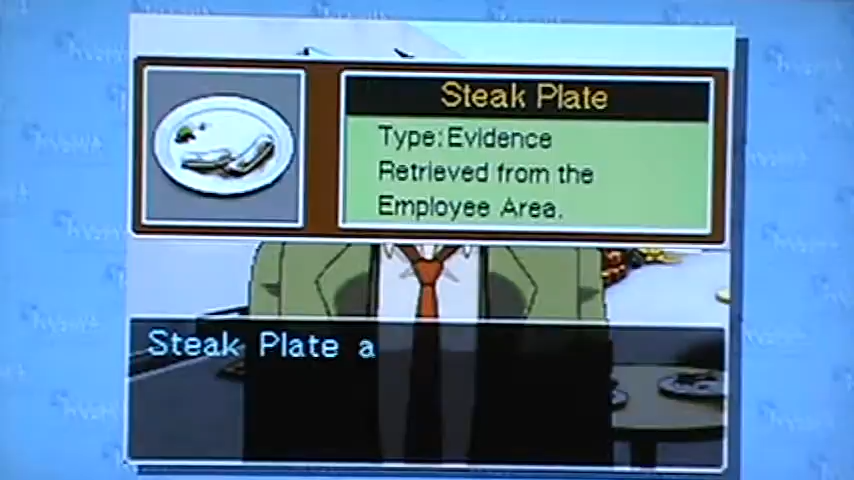 Steak Plate
Type:Evidence
Retrieved from the
Employee Area.
Steak Plate a